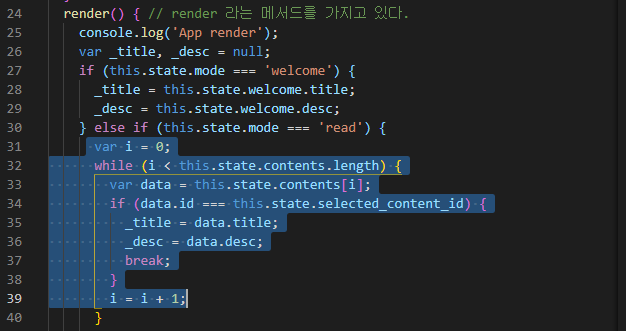 24 render() { // render 라는 메서드를 가지고 있다.
25 console.log('App render');
26 var _title, _desc = null;
27 if (this.state.mode === 'welcome') {
28 _title = this.state.welcome.title;
29 _desc = this.state.welcome.desc;
30 } else if (this.state.mode === 'read') {
31 var i = 0;
32 while (i < this.state.contents.length) {
33 var data = this.state.contents[i];
34 if (data.id === this.state.selected_content_id) {
35 _title = data.title;
36 _desc = data.desc;
37 break;
38 }
39 i = i + 1;
40 }